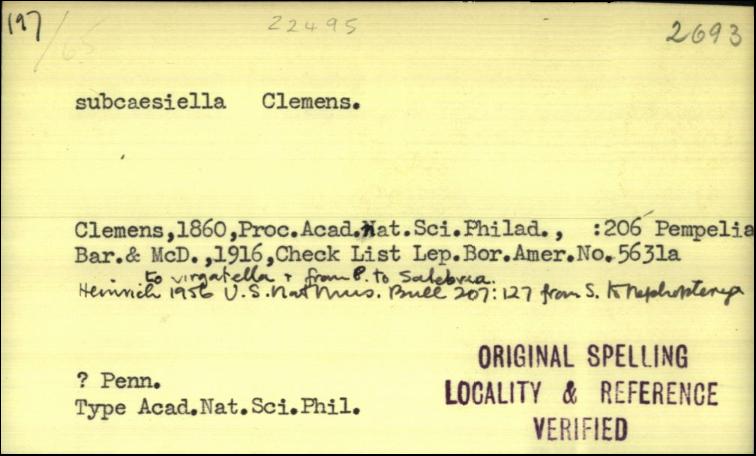 197/65 22495 2693
subcaesiella Clemens.
Clemens,1860,Proc.Acad.Nat.Sci.Philad., :206 Pempelia
Bar.& McD.,1916,Check List Lep.Bor.Amer.No.5631a
to virgatella & from P. to Salebria.
Heinrich 1956 U.S. Nat Mus. Bull 207:127 from S. to Nephopteryx
? Penn.
Type Acad.Nat.Sci.Phil.
ORIGINAL SPELLING
LOCALITY & REFERENCE
VERIFIED